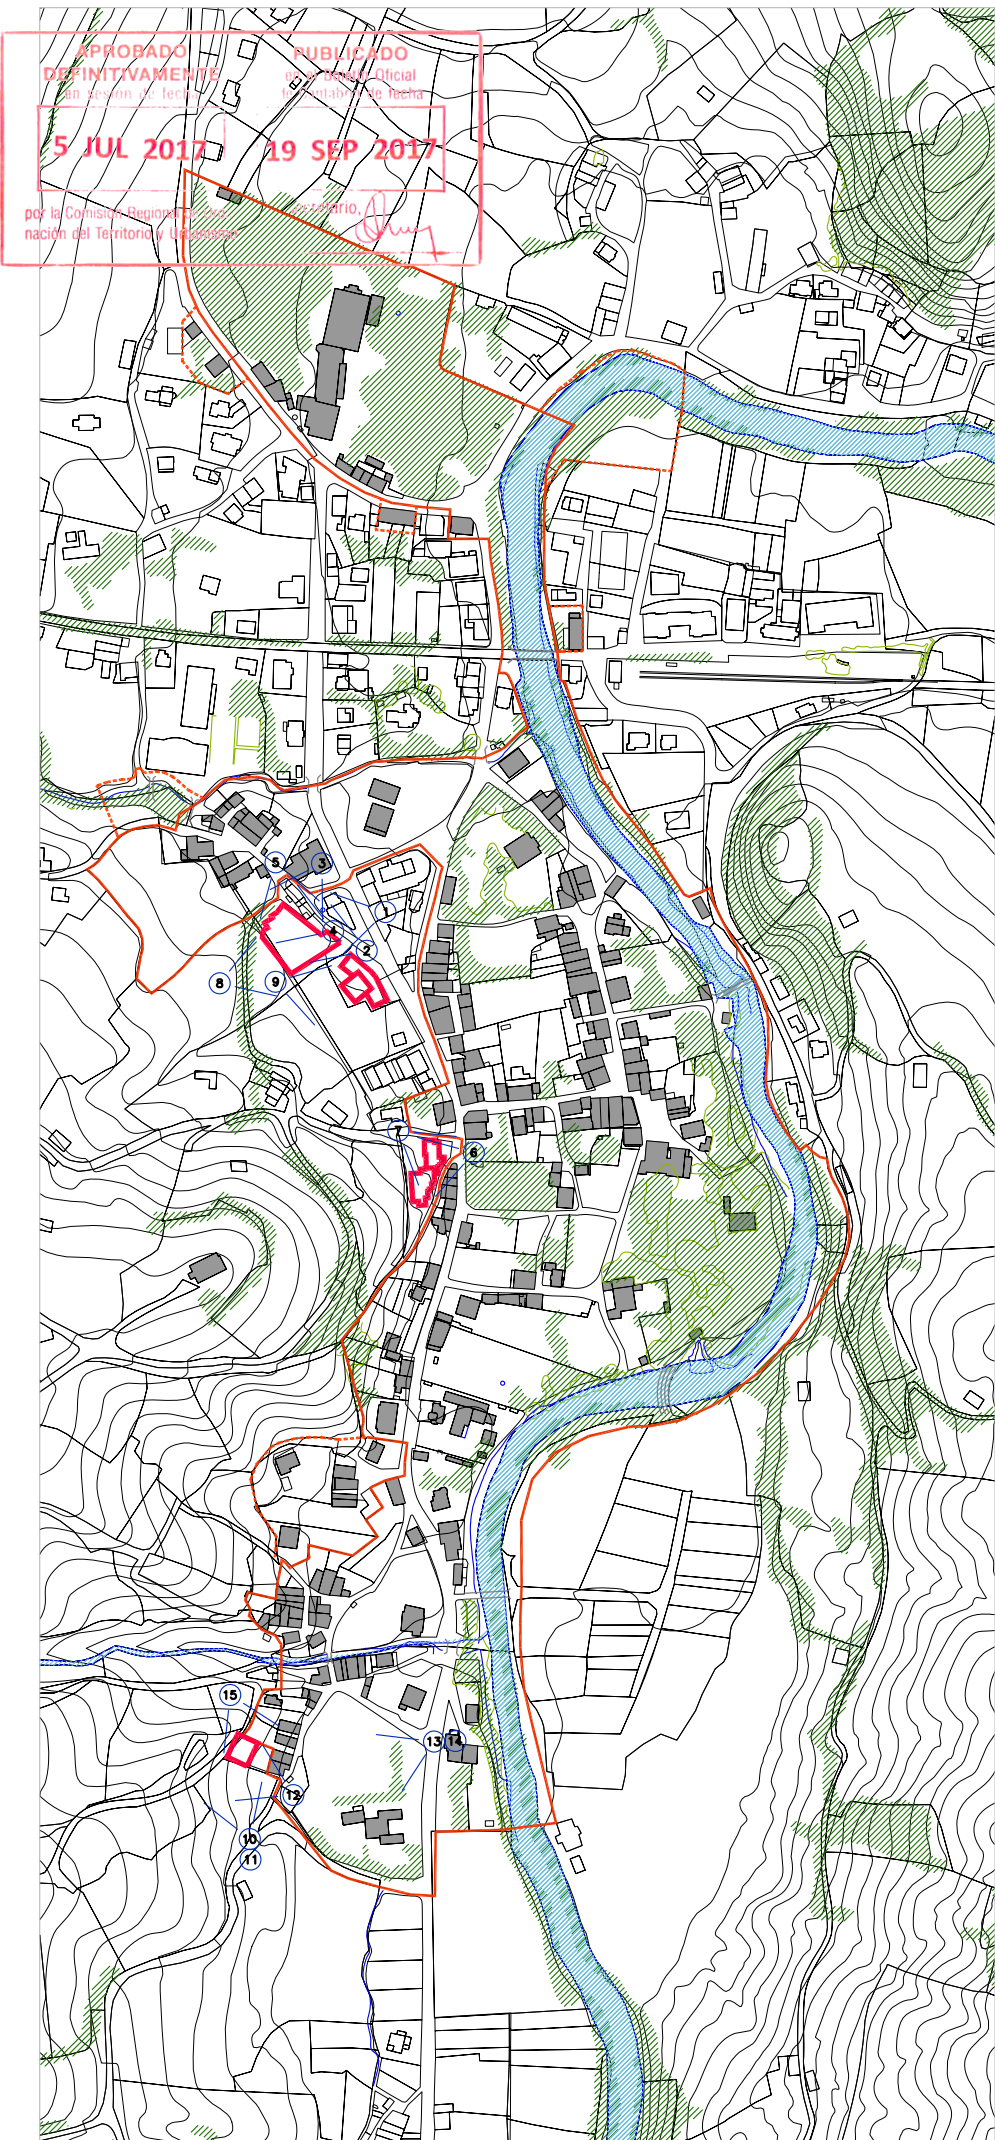 APROBADO
DEFINITIVAMENTE
en sesión de fecha
5 JUL 2017
por la Comisión Regional de
nación del Territorio y Urbanismo
PUBLICADO
en el Boletín Oficial
de Cantabria de fecha
19 SEP 2017
5
3
1
4
2
8
9
7
6
15
13
14
12
10
11